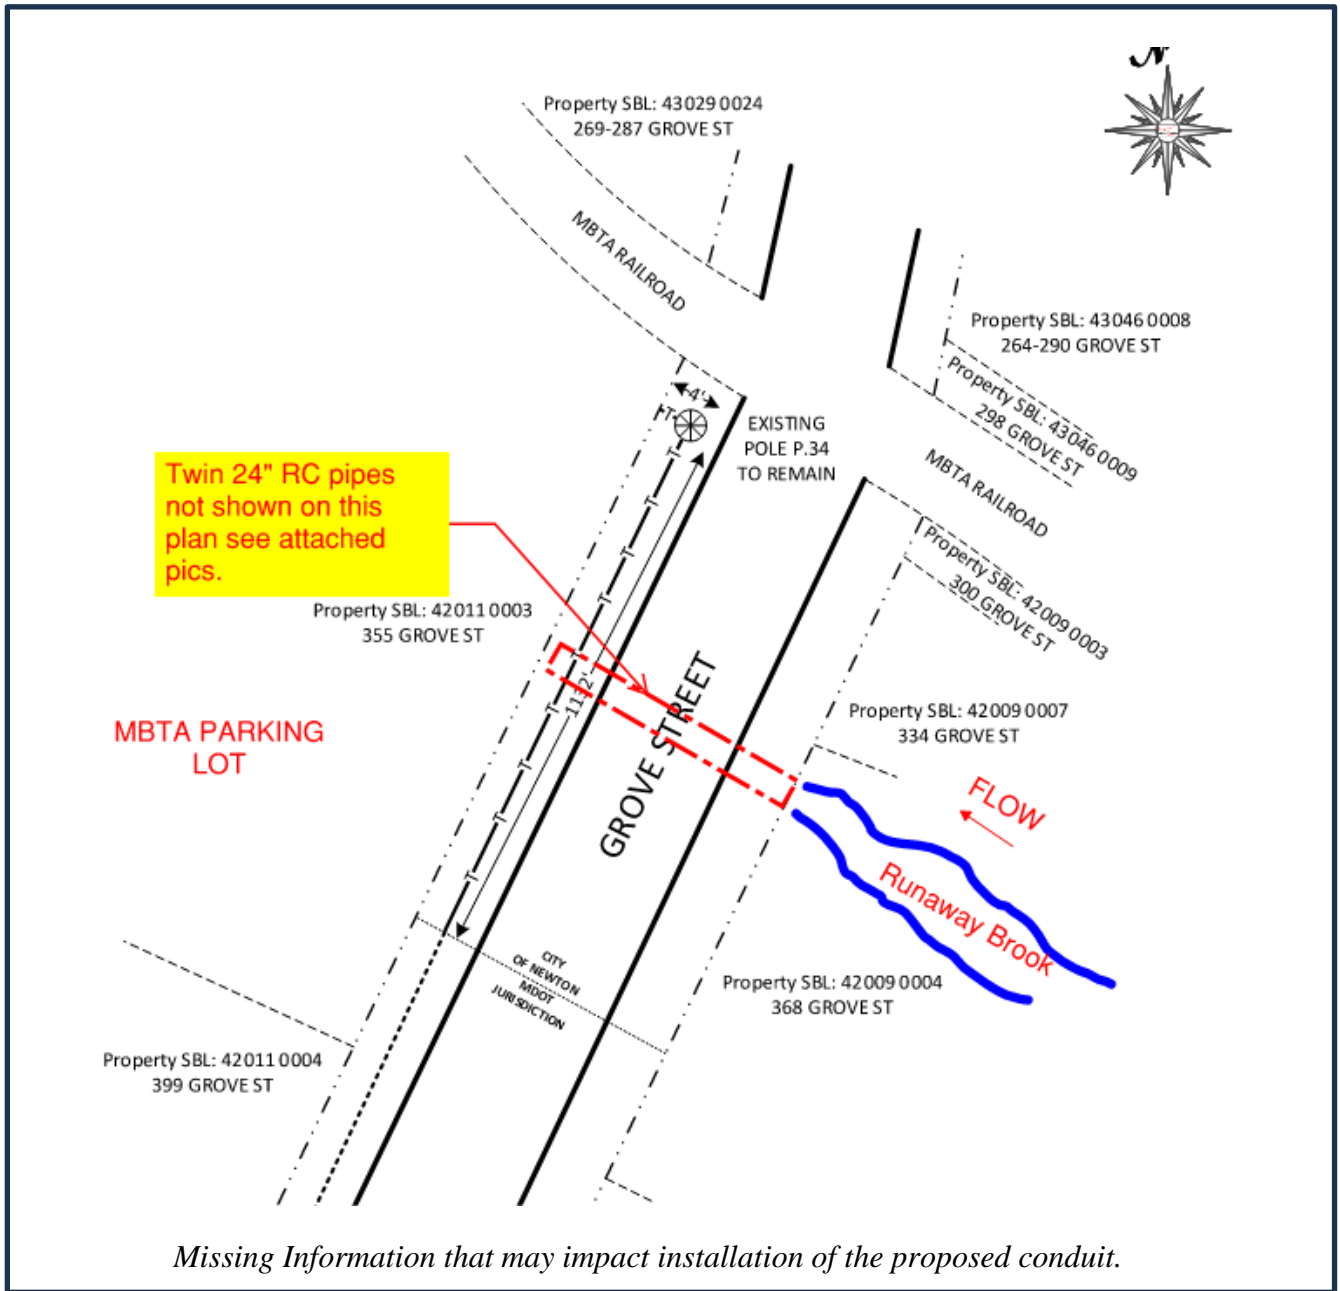 N
Property SBL: 43029 0024
269-287 GROVE ST
MBTA RAILROAD
Property SBL: 43046 0008
264-290 GROVE ST
Property SBL: 43046 0009
298 GROVE ST
4'
T
EXISTING
POLE P.34
TO REMAIN
MBTA RAILROAD
T
T
T
T
T
T
T
T
T
Twin 24" RC pipes
not shown on this
plan see attached
pics.
Property SBL: 42009 0003
300 GROVE ST
Property SBL: 42011 0003
355 GROVE ST
1132'
GROVE STREET
MBTA PARKING
LOT
Property SBL: 42009 0007
334 GROVE ST
FLOW
Runaway Brook
CITY
OF NEWTON
MDOT
JURISDICTION
Property SBL: 42009 0004
368 GROVE ST
Property SBL: 42011 0004
399 GROVE ST
Missing Information that may impact installation of the proposed conduit.